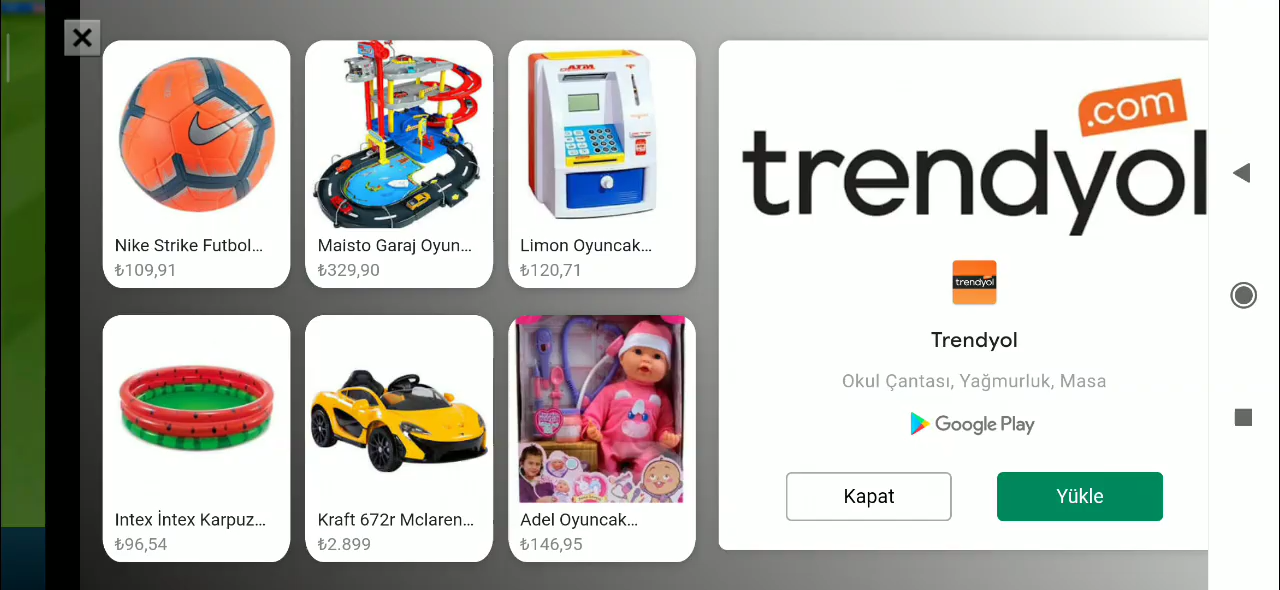 Nike Strike Futbol...
₺109,91
Maisto Garaj Oyun...
₺329,90
ATM
Limon Oyuncak...
₺120,71
Intex İntex Karpuz...
₺96,54
Kraft 672r Mclaren...
₺2.899
Adel Oyuncak...
₺146,95
.com
trendyol
trendyol
Trendyol
Okul Çantası, Yağmurluk, Masa
Google Play
Kapat
Yükle